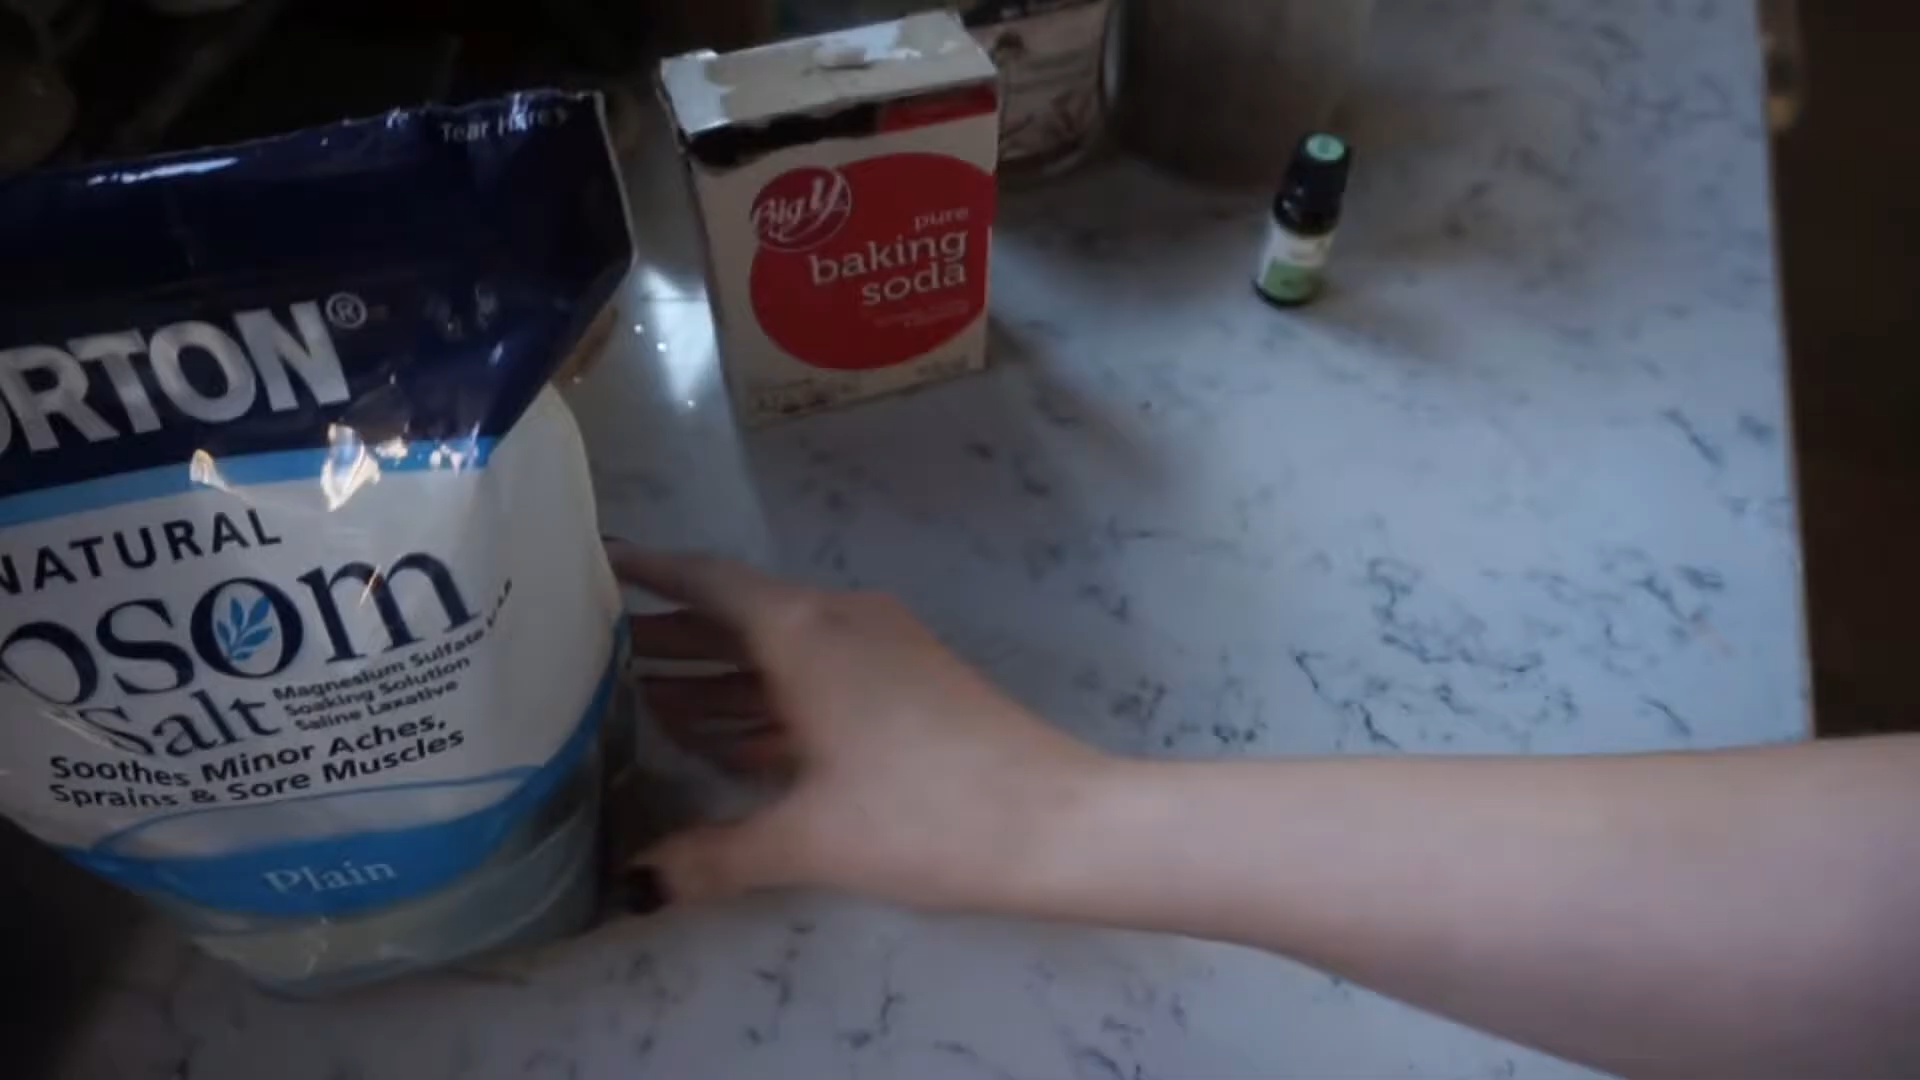 Tear Here
ORTON®
NATURAL
psom
Salt
Magnesium Sulfate USP
Soaking Solution
Saline Laxative
Soothes Minor Aches,
Sprains & Sore Muscles
Plain
Big Y
pure
baking
soda